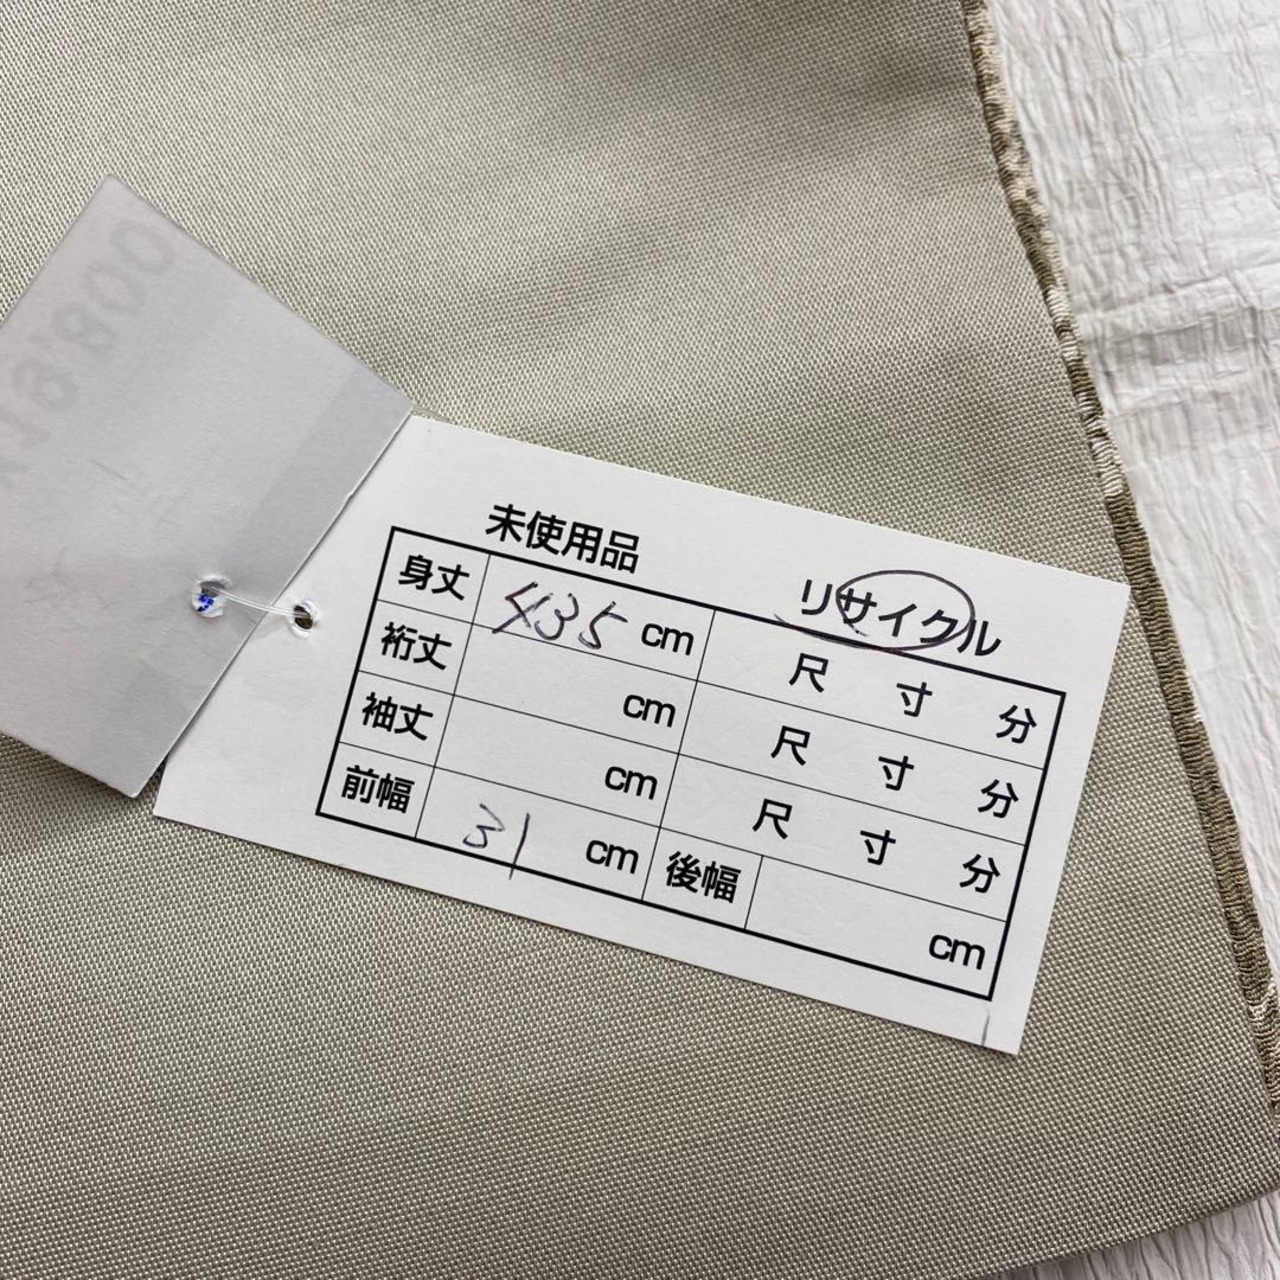 未使用品 リサイクル
身丈 435 cm 尺 寸 分
裄丈 cm 尺 寸 分
袖丈 cm 尺 寸 分
前幅 31 cm 後幅 cm